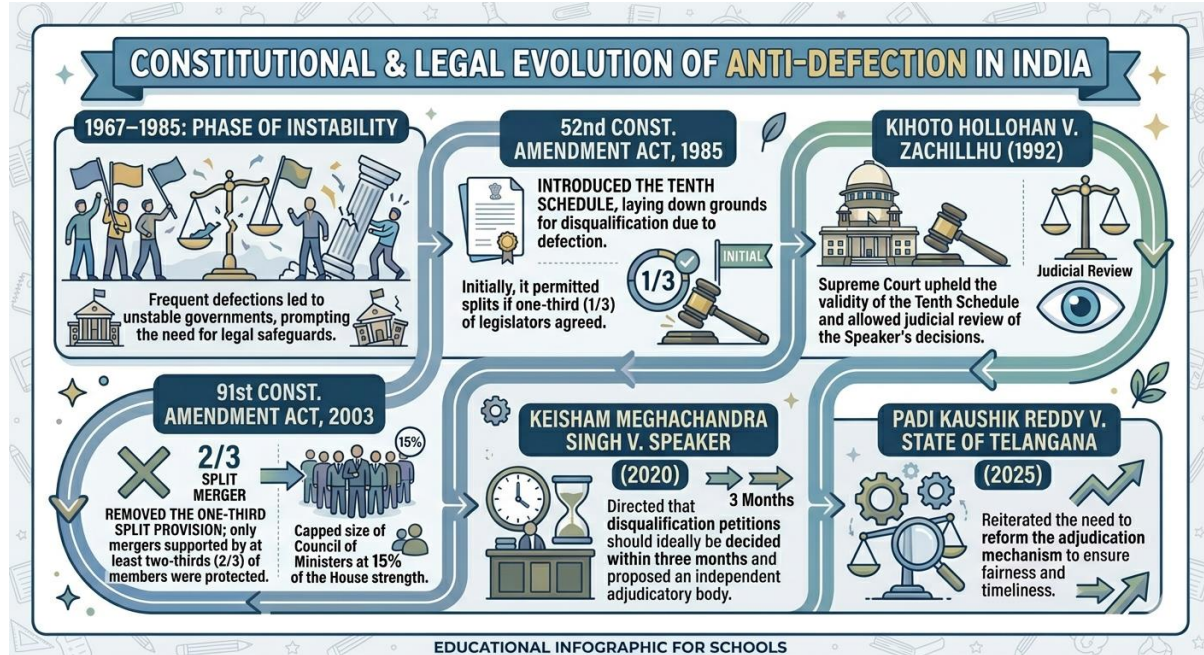 CONSTITUTIONAL & LEGAL EVOLUTION OF ANTI-DEFECTION IN INDIA
1967–1985: PHASE OF INSTABILITY
Frequent defections led to
unstable governments, prompting
the need for legal safeguards.
52nd CONST.
AMENDMENT ACT, 1985
INTRODUCED THE TENTH
SCHEDULE, laying down grounds
for disqualification due to
defection.
Initially, it permitted
splits if one-third (1/3)
of legislators agreed.
1/3
INITIAL
KIHOTO HOLLOHAN V.
ZACHILLHU (1992)
Judicial Review
Supreme Court upheld the
validity of the Tenth Schedule
and allowed judicial review of
the Speaker's decisions.
91st CONST.
AMENDMENT ACT, 2003
2/3
SPLIT
MERGER
REMOVED THE ONE-THIRD
SPLIT PROVISION; only
mergers supported by at
least two-thirds (2/3) of
members were protected.
15%
Capped size of
Council of
Ministers at 15%
of the House strength.
KEISHAM MEGHACHANDRA
SINGH V. SPEAKER
(2020)
3 Months
Directed that
disqualification petitions
should ideally be decided
within three months and
proposed an independent
adjudicatory body.
PADI KAUSHIK REDDY V.
STATE OF TELANGANA
(2025)
Reiterated the need to
reform the adjudication
mechanism to ensure
fairness and
timeliness.
EDUCATIONAL INFOGRAPHIC FOR SCHOOLS